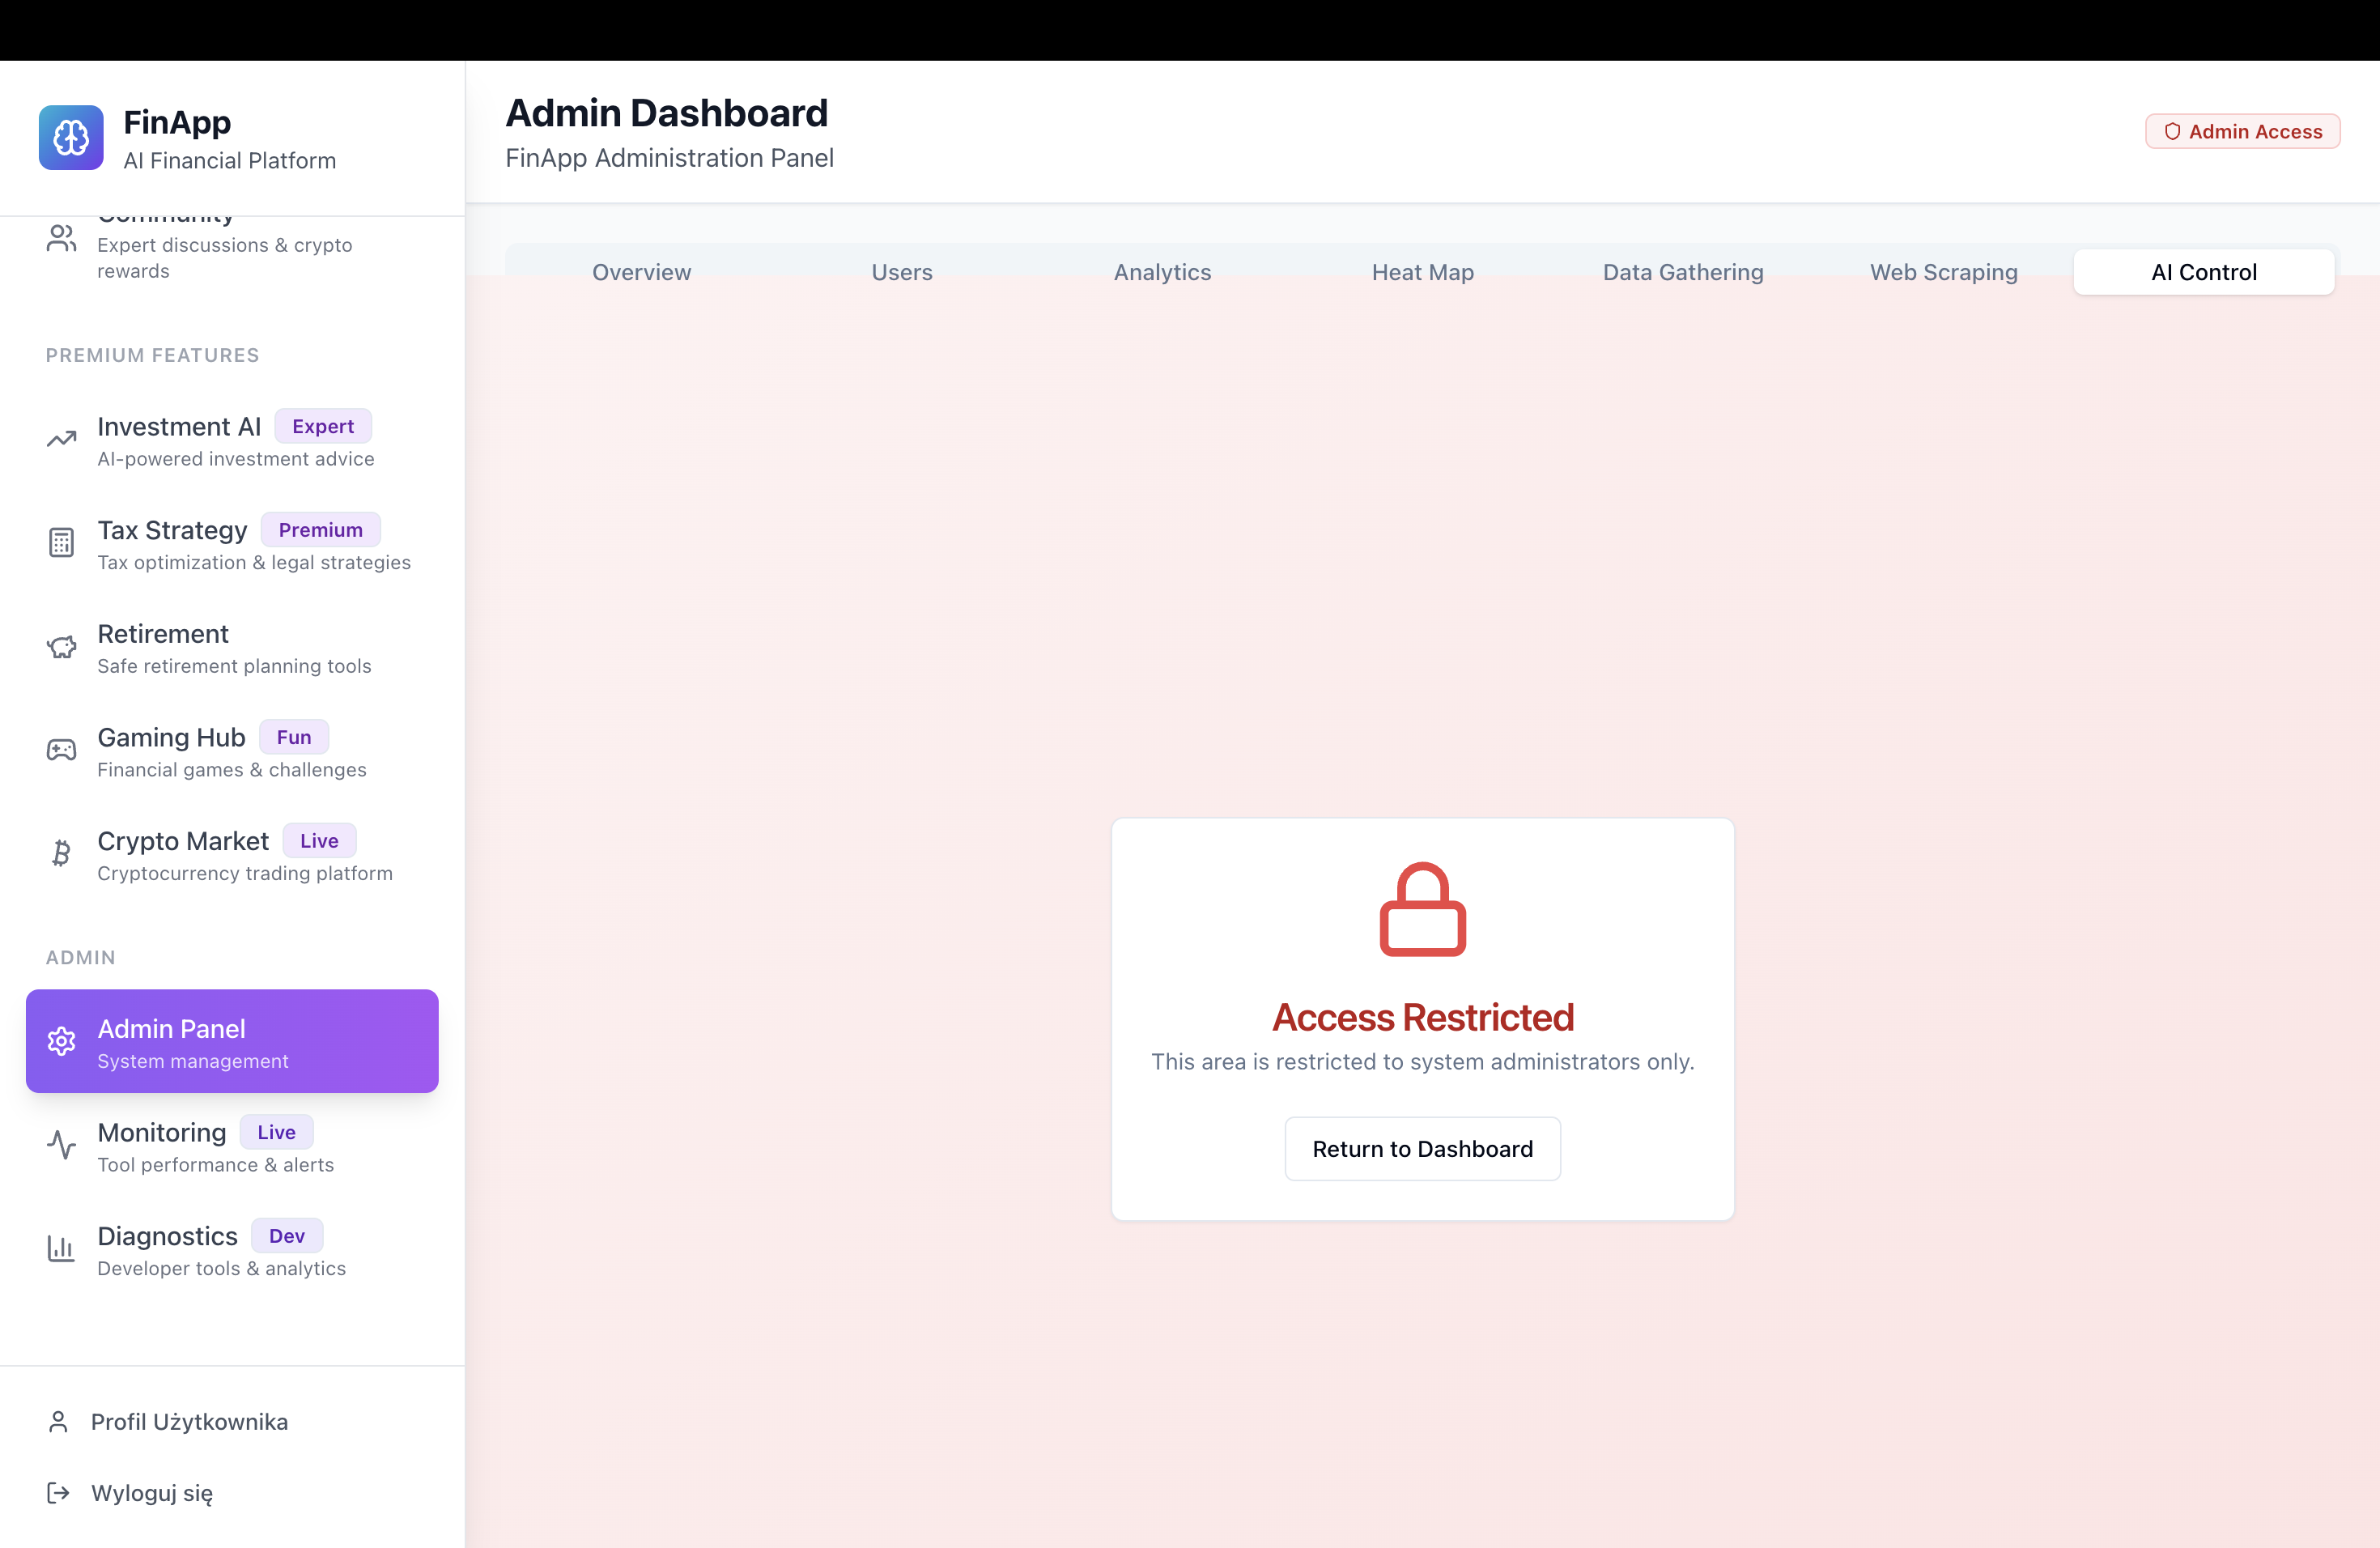 FinApp
AI Financial Platform
Community
Expert discussions & crypto
rewards
PREMIUM FEATURES
Investment AI Expert
AI-powered investment advice
Tax Strategy Premium
Tax optimization & legal strategies
Retirement
Safe retirement planning tools
Gaming Hub Fun
Financial games & challenges
Crypto Market Live
Cryptocurrency trading platform
ADMIN
Admin Panel
System management
Monitoring Live
Tool performance & alerts
Diagnostics Dev
Developer tools & analytics
Profil Użytkownika
Wyloguj się
Admin Dashboard
FinApp Administration Panel
Admin Access
Overview Users Analytics Heat Map Data Gathering Web Scraping AI Control
Access Restricted
This area is restricted to system administrators only.
Return to Dashboard